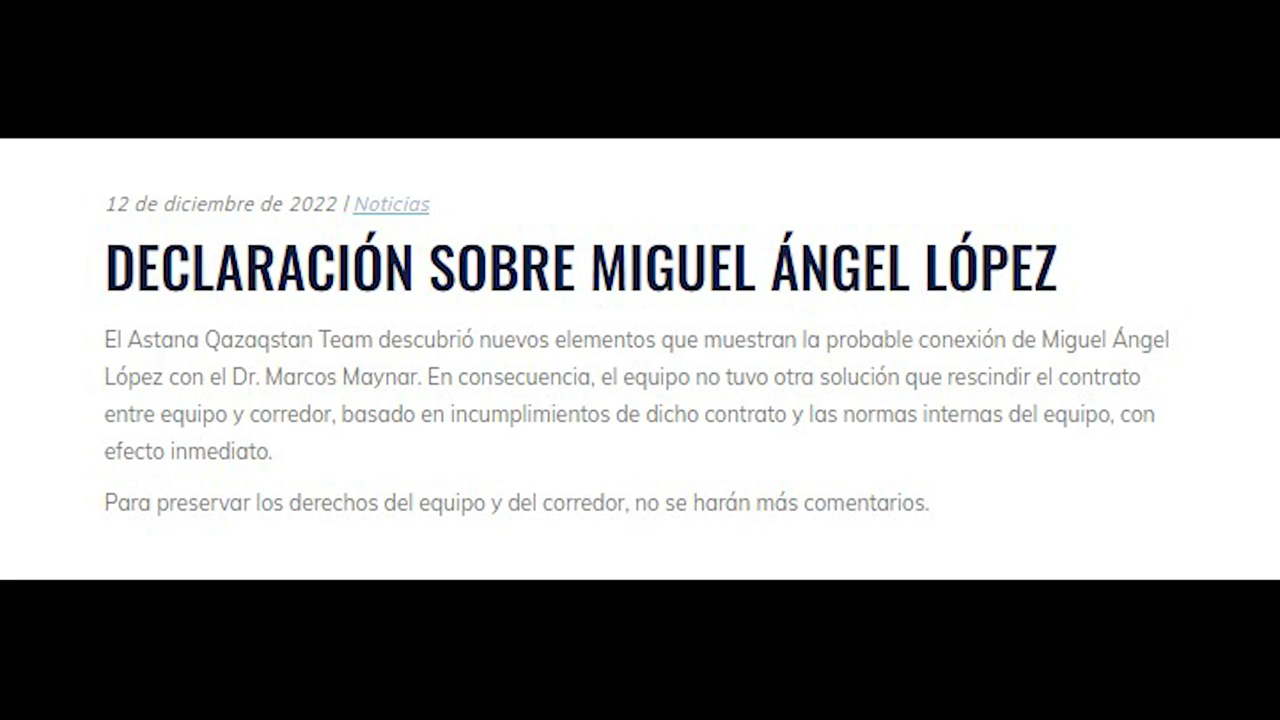 12 de diciembre de 2022 | Noticias
DECLARACIÓN SOBRE MIGUEL ÁNGEL LÓPEZ
El Astana Qazaqstan Team descubrió nuevos elementos que muestran la probable conexión de Miguel Ángel
López con el Dr. Marcos Maynar. En consecuencia, el equipo no tuvo otra solución que rescindir el contrato
entre equipo y corredor, basado en incumplimientos de dicho contrato y las normas internas del equipo, con
efecto inmediato.
Para preservar los derechos del equipo y del corredor, no se harán más comentarios.